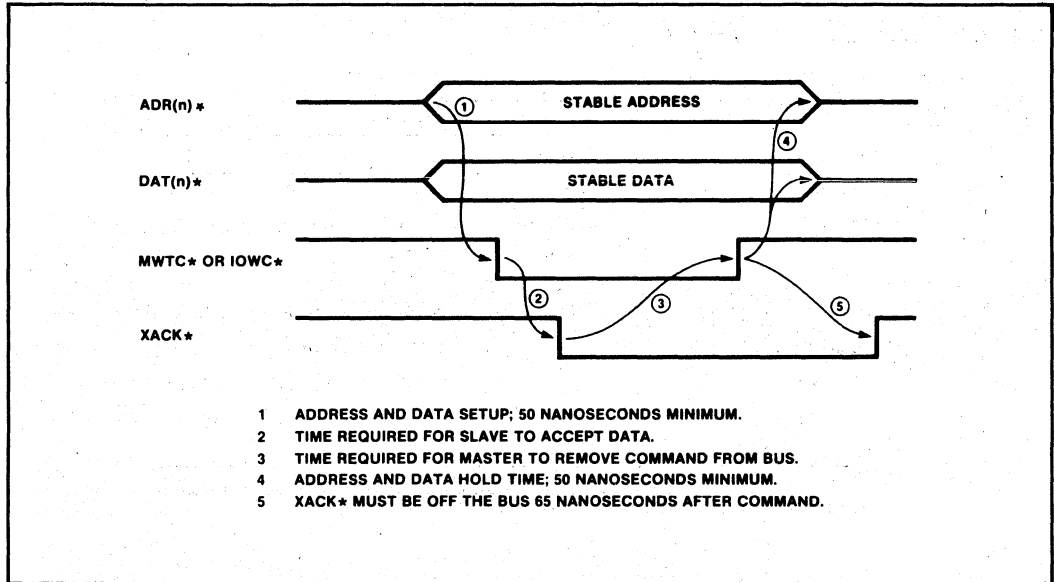 ADR(n)*
STABLE ADDRESS
1
4
DAT(n)*
STABLE DATA
MWTC* OR IOWC*
2
3
5
XACK*
1 ADDRESS AND DATA SETUP; 50 NANOSECONDS MINIMUM.
2 TIME REQUIRED FOR SLAVE TO ACCEPT DATA.
3 TIME REQUIRED FOR MASTER TO REMOVE COMMAND FROM BUS.
4 ADDRESS AND DATA HOLD TIME; 50 NANOSECONDS MINIMUM.
5 XACK* MUST BE OFF THE BUS 65 NANOSECONDS AFTER COMMAND.